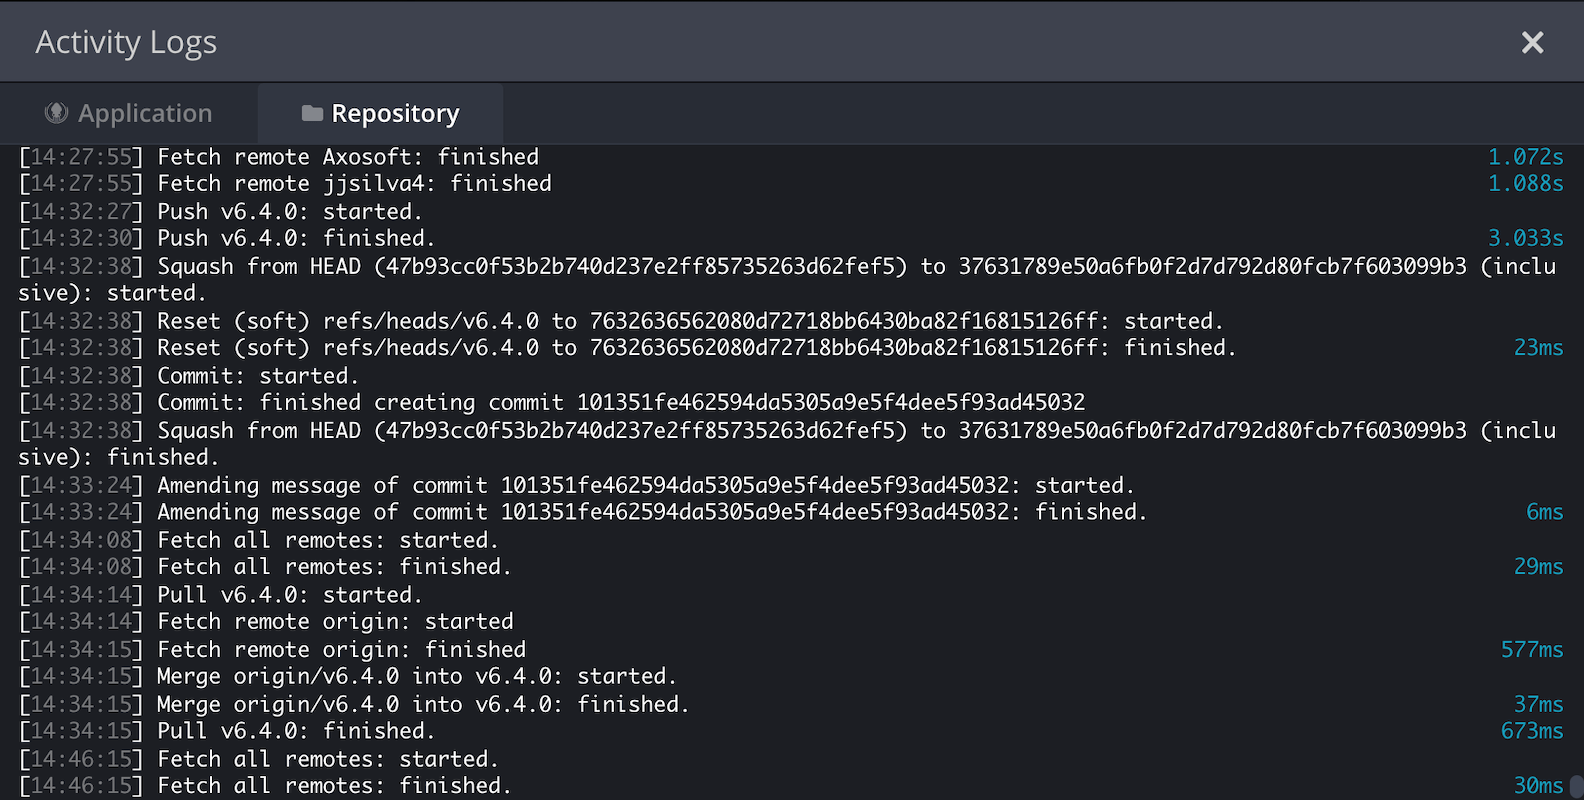 Activity Logs
Application
Repository
[14:27:55] Fetch remote Axosoft: finished 1.072s
[14:27:55] Fetch remote jjsilva4: finished 1.088s
[14:32:27] Push v6.4.0: started.
[14:32:30] Push v6.4.0: finished. 3.033s
[14:32:38] Squash from HEAD (47b93cc0f53b2b740d237e2ff85735263d62fef5) to 37631789e50a6fb0f2d7d792d80fcb7f603099b3 (inclu
sive): started.
[14:32:38] Reset (soft) refs/heads/v6.4.0 to 7632636562080d72718bb6430ba82f16815126ff: started.
[14:32:38] Reset (soft) refs/heads/v6.4.0 to 7632636562080d72718bb6430ba82f16815126ff: finished. 23ms
[14:32:38] Commit: started.
[14:32:38] Commit: finished creating commit 101351fe462594da5305a9e5f4dee5f93ad45032
[14:32:38] Squash from HEAD (47b93cc0f53b2b740d237e2ff85735263d62fef5) to 37631789e50a6fb0f2d7d792d80fcb7f603099b3 (inclu
sive): finished.
[14:33:24] Amending message of commit 101351fe462594da5305a9e5f4dee5f93ad45032: started.
[14:33:24] Amending message of commit 101351fe462594da5305a9e5f4dee5f93ad45032: finished. 6ms
[14:34:08] Fetch all remotes: started.
[14:34:08] Fetch all remotes: finished. 29ms
[14:34:14] Pull v6.4.0: started.
[14:34:14] Fetch remote origin: started
[14:34:15] Fetch remote origin: finished 577ms
[14:34:15] Merge origin/v6.4.0 into v6.4.0: started.
[14:34:15] Merge origin/v6.4.0 into v6.4.0: finished. 37ms
[14:34:15] Pull v6.4.0: finished. 673ms
[14:46:15] Fetch all remotes: started.
[14:46:15] Fetch all remotes: finished. 30ms